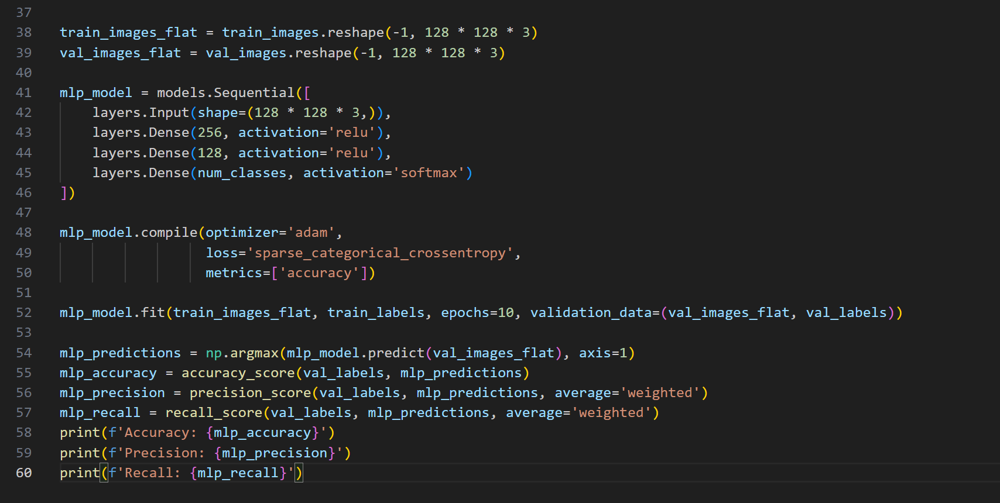 37
38 train_images_flat = train_images.reshape(-1, 128 * 128 * 3)
39 val_images_flat = val_images.reshape(-1, 128 * 128 * 3)
40
41 mlp_model = models.Sequential([
42     layers.Input(shape=(128 * 128 * 3,)),
43     layers.Dense(256, activation='relu'),
44     layers.Dense(128, activation='relu'),
45     layers.Dense(num_classes, activation='softmax')
46 ])
47
48 mlp_model.compile(optimizer='adam',
49                   loss='sparse_categorical_crossentropy',
50                   metrics=['accuracy'])
51
52 mlp_model.fit(train_images_flat, train_labels, epochs=10, validation_data=(val_images_flat, val_labels))
53
54 mlp_predictions = np.argmax(mlp_model.predict(val_images_flat), axis=1)
55 mlp_accuracy = accuracy_score(val_labels, mlp_predictions)
56 mlp_precision = precision_score(val_labels, mlp_predictions, average='weighted')
57 mlp_recall = recall_score(val_labels, mlp_predictions, average='weighted')
58 print(f'Accuracy: {mlp_accuracy}')
59 print(f'Precision: {mlp_precision}')
60 print(f'Recall: {mlp_recall}')